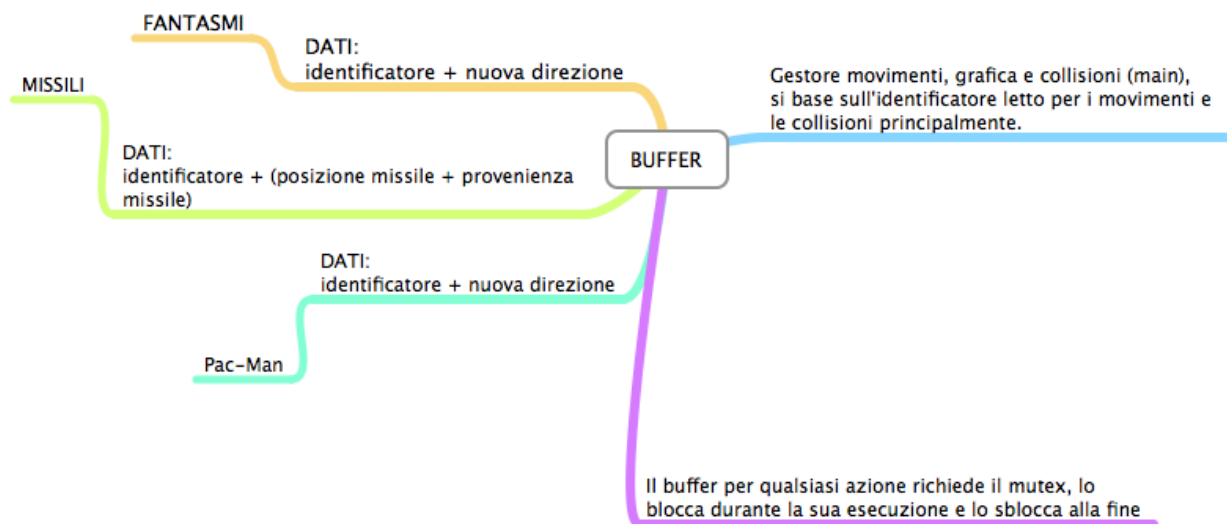 FANTASMI
DATI:
identificatore + nuova direzione
MISSILI
DATI:
identificatore + (posizione missile + provenienza
missile)
Gestore movimenti, grafica e collisioni (main),
si base sull'identificatore letto per i movimenti e
le collisioni principalmente.
BUFFER
DATI:
identificatore + nuova direzione
Pac-Man
Il buffer per qualsiasi azione richiede il mutex, lo
blocca durante la sua esecuzione e lo sblocca alla fine